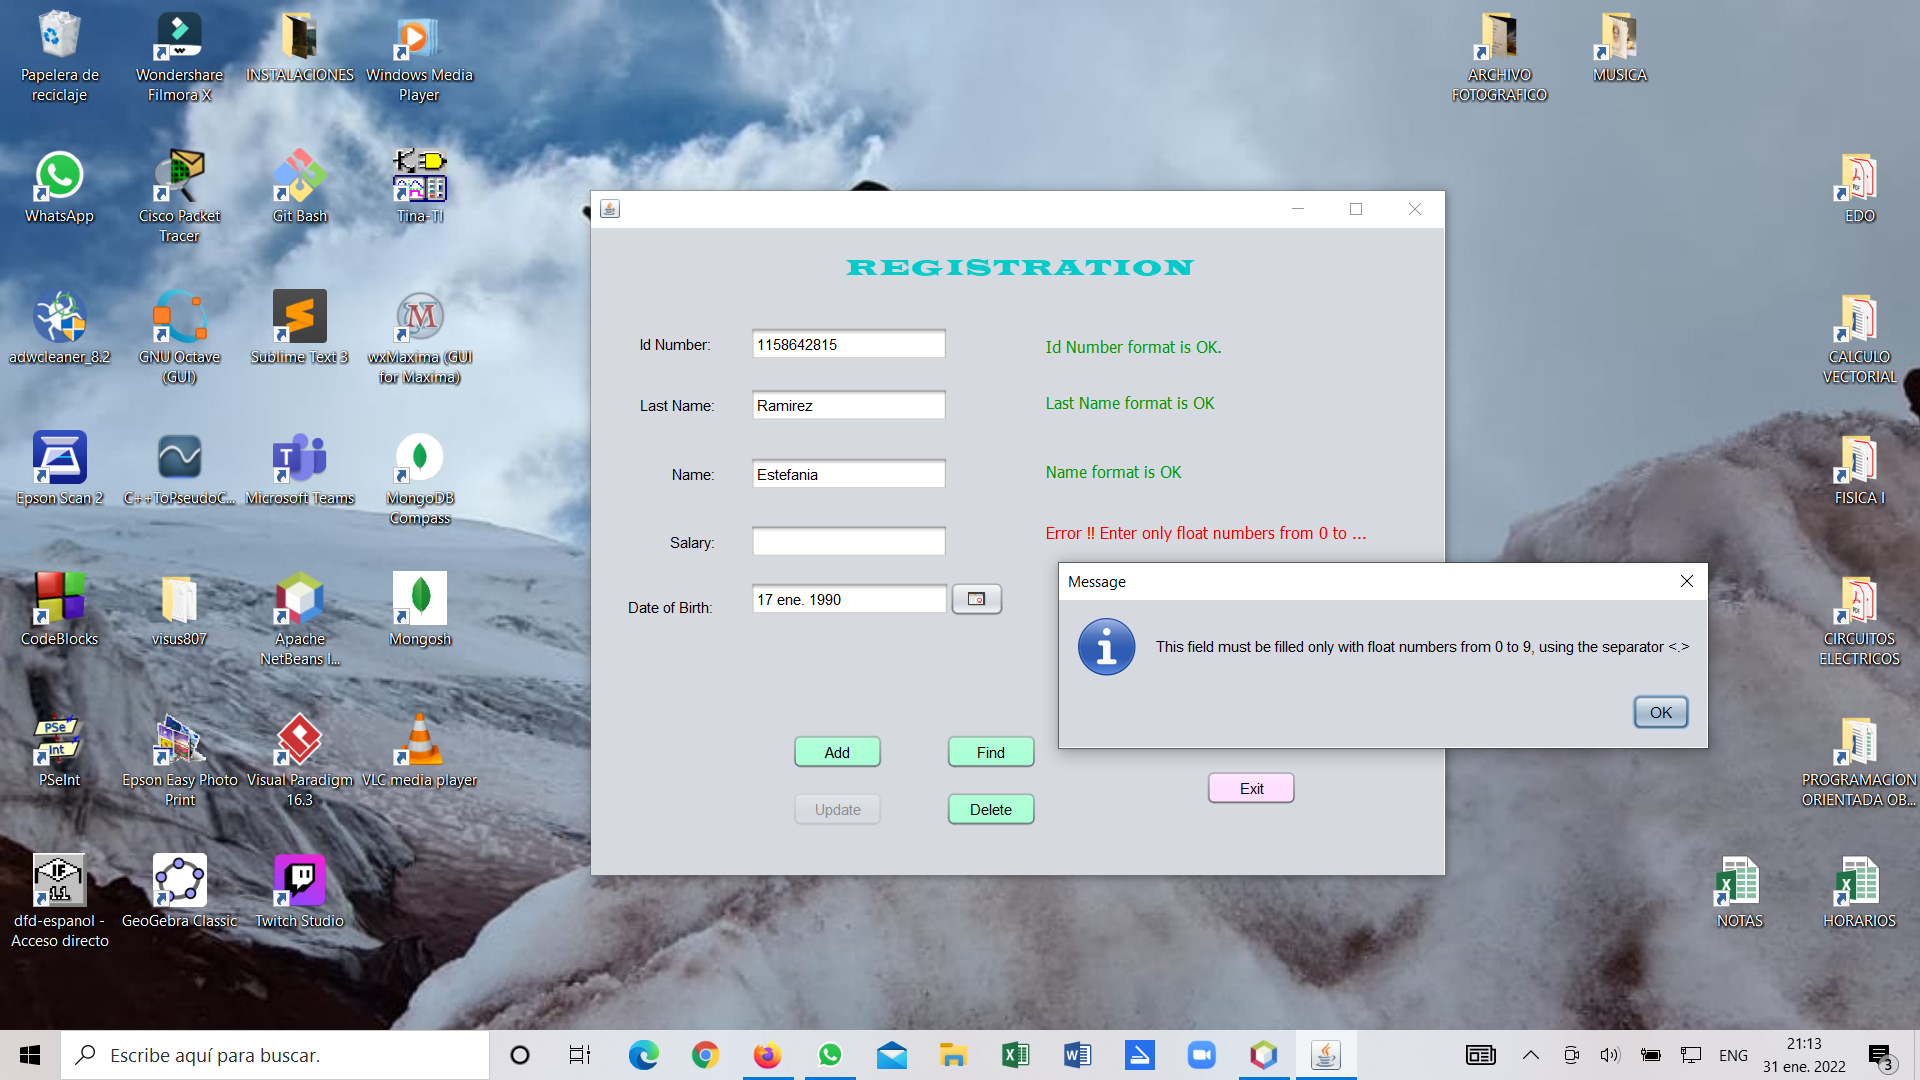 Papelera de
reciclaje
Wondershare
Filmora X
INSTALACIONES
Windows Media
Player
ARCHIVO
FOTOGRAFICO
MUSICA
WhatsApp
Cisco Packet
Tracer
Git Bash
Tina-TI
EDO
REGISTRATION
adwcleaner_8.2
GNU Octave
(GUI)
Sublime Text 3
wxMaxima (GUI
for Maxima)
CALCULO
VECTORIAL
Id Number:
1158642815
Id Number format is OK.
Last Name:
Ramirez
Last Name format is OK
Name:
Estefania
Name format is OK
Salary:
Error !! Enter only float numbers from 0 to ...
Date of Birth:
17 ene. 1990
Epson Scan 2
C++ToPseudoC...
Microsoft Teams
MongoDB
Compass
FISICA I
Message
This field must be filled only with float numbers from 0 to 9, using the separator <.>
OK
CodeBlocks
visus807
Apache
NetBeans I...
Mongosh
CIRCUITOS
ELECTRICOS
Add
Find
Exit
Update
Delete
PSe
Int
PSeInt
Epson Easy Photo
Print
Visual Paradigm
16.3
VLC media player
PROGRAMACION
ORIENTADA OB...
IF
1.1
dfd-espanol -
Acceso directo
GeoGebra Classic
Twitch Studio
NOTAS
HORARIOS
Escribe aquí para buscar.
ENG
21:13
31 ene. 2022
3